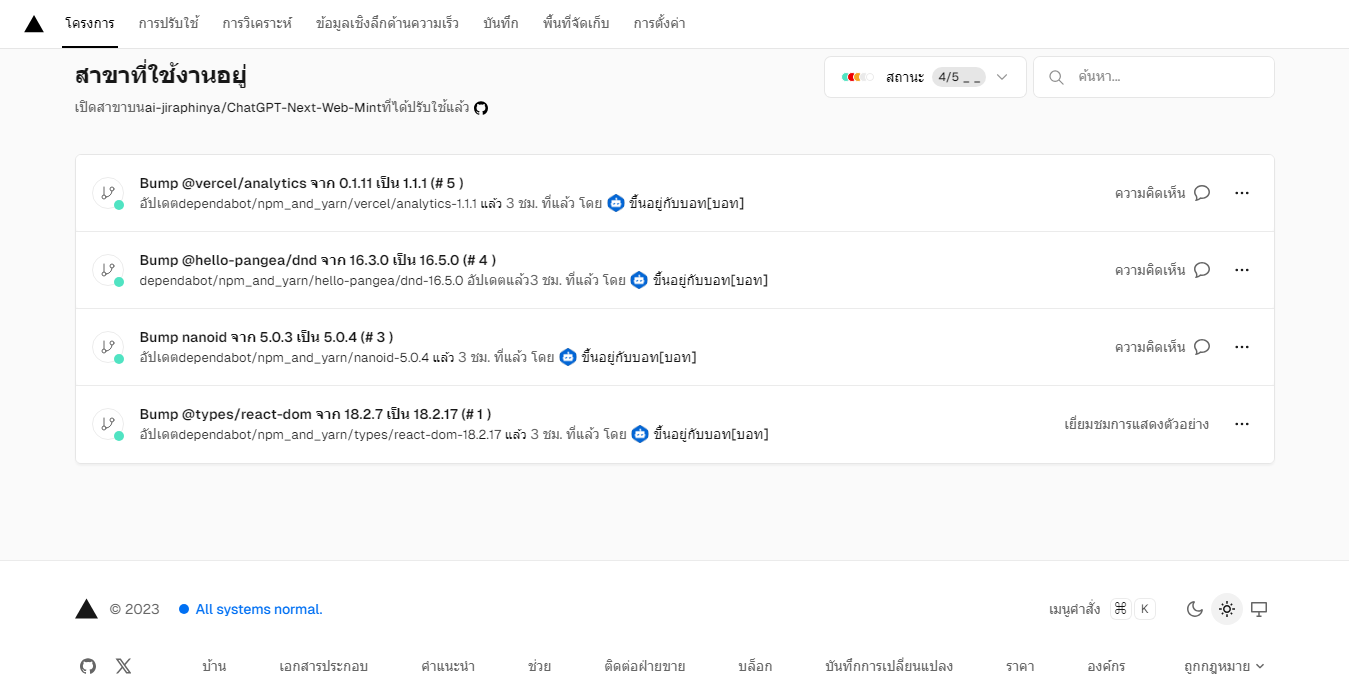 โครงการ การปรับใช้ การวิเคราะห์ ข้อมูลเชิงลึกด้านความเร็ว บันทึก พื้นที่จัดเก็บ การตั้งค่า
สาขาที่ใช้งานอยู่
เปิดสาขาบนai-jiraphinya/ChatGPT-Next-Web-Mintที่ได้ปรับใช้แล้ว
สถานะ 4/5 _ _
ค้นหา...
Bump @vercel/analytics จาก 0.1.11 เป็น 1.1.1 (# 5 )
อัปเดตdependabot/npm_and_yarn/vercel/analytics-1.1.1 แล้ว 3 ชม. ที่แล้ว โดย ขึ้นอยู่กับบอท[บอท]
ความคิดเห็น
Bump @hello-pangea/dnd จาก 16.3.0 เป็น 16.5.0 (# 4 )
dependabot/npm_and_yarn/hello-pangea/dnd-16.5.0 อัปเดตแล้ว3 ชม. ที่แล้ว โดย ขึ้นอยู่กับบอท[บอท]
ความคิดเห็น
Bump nanoid จาก 5.0.3 เป็น 5.0.4 (# 3 )
อัปเดตdependabot/npm_and_yarn/nanoid-5.0.4 แล้ว 3 ชม. ที่แล้ว โดย ขึ้นอยู่กับบอท[บอท]
ความคิดเห็น
Bump @types/react-dom จาก 18.2.7 เป็น 18.2.17 (# 1 )
อัปเดตdependabot/npm_and_yarn/types/react-dom-18.2.17 แล้ว 3 ชม. ที่แล้ว โดย ขึ้นอยู่กับบอท[บอท]
เยี่ยมชมการแสดงตัวอย่าง
© 2023 All systems normal.
เมนูคำสั่ง ⌘ K
บ้าน เอกสารประกอบ คำแนะนำ ช่วย ติดต่อฝ่ายขาย บล็อก บันทึกการเปลี่ยนแปลง ราคา องค์กร ถูกกฎหมาย